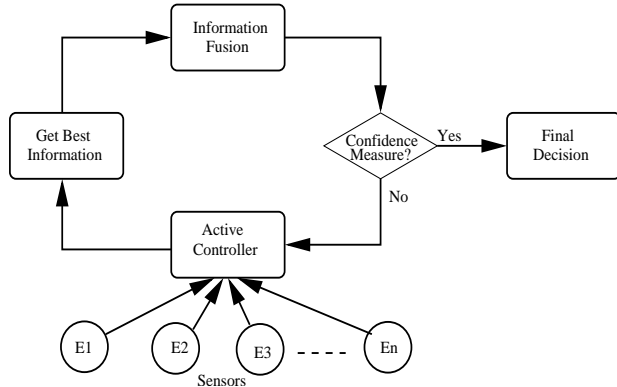 Information
Fusion
Get Best
Information
Confidence
Measure?
Yes
Final
Decision
No
Active
Controller
E1
E2
E3
En
Sensors